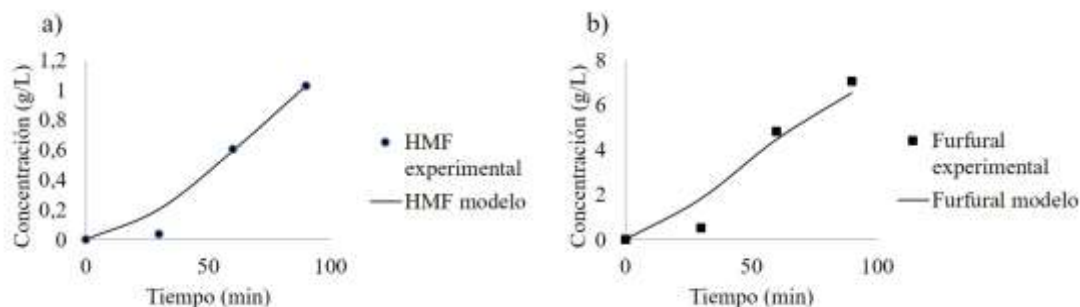 a)
Concentración (g/L)
1,2
1
0,8
0,6
0,4
0,2
0
0
50
100
Tiempo (min)
HMF
experimental
HMF modelo
b)
Concentración (g/L)
8
6
4
2
0
0
50
100
Tiempo (min)
Furfural
experimental
Furfural modelo